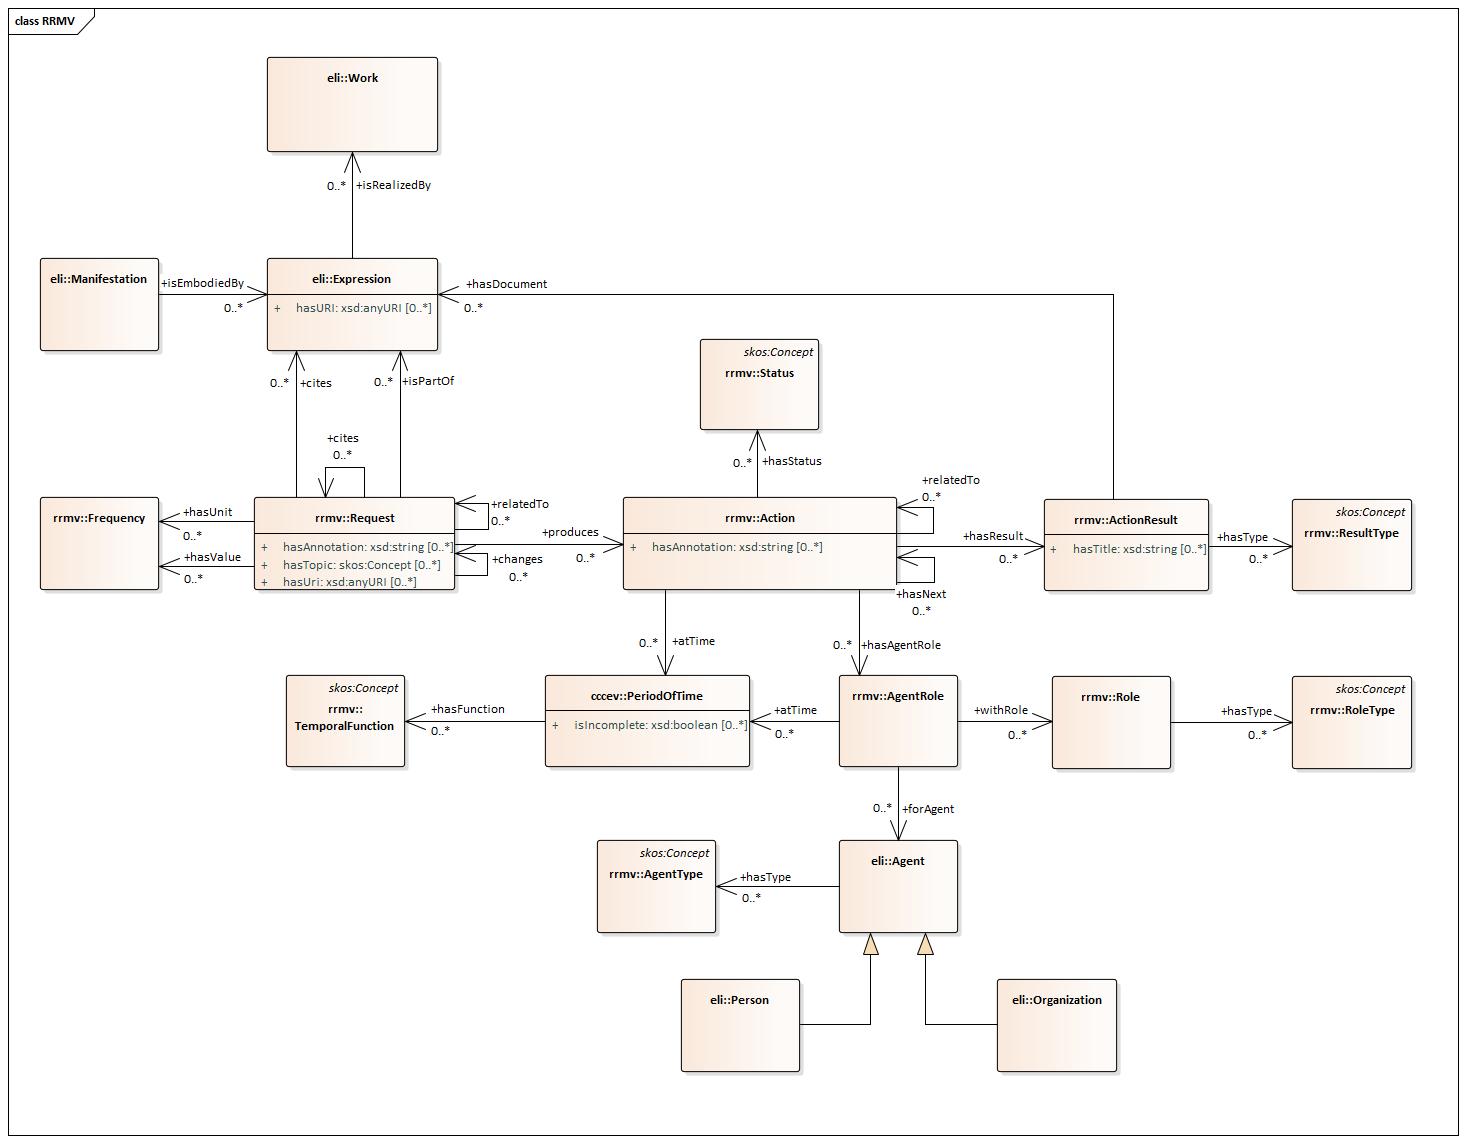 class RRMV
eli::Work
0..* +isRealizedBy
eli::Manifestation
+isEmbodiedBy
0..*
eli::Expression
+ hasURI: xsd:anyURI [0..*]
+hasDocument
0..*
0..* +cites
0..* +isPartOf
skos:Concept
rrmv::Status
0..* +hasStatus
+cites
0..*
rrmv::Frequency
+hasUnit
0..*
+hasValue
0..*
rrmv::Request
+ hasAnnotation: xsd:string [0..*]
+ hasTopic: skos:Concept [0..*]
+ hasUri: xsd:anyURI [0..*]
+relatedTo
0..*
+changes
0..*
+produces
0..*
rrmv::Action
+ hasAnnotation: xsd:string [0..*]
+relatedTo
0..*
+hasNext
0..*
+hasResult
0..*
rrmv::ActionResult
+ hasTitle: xsd:string [0..*]
+hasType
0..*
skos:Concept
rrmv::ResultType
0..* +atTime
0..* +hasAgentRole
skos:Concept
rrmv::
TemporalFunction
+hasFunction
0..*
cccev::PeriodOfTime
+ isIncomplete: xsd:boolean [0..*]
+atTime
0..*
rrmv::AgentRole
+withRole
0..*
rrmv::Role
+hasType
0..*
skos:Concept
rrmv::RoleType
0..* +forAgent
skos:Concept
rrmv::AgentType
+hasType
0..*
eli::Agent
eli::Person
eli::Organization